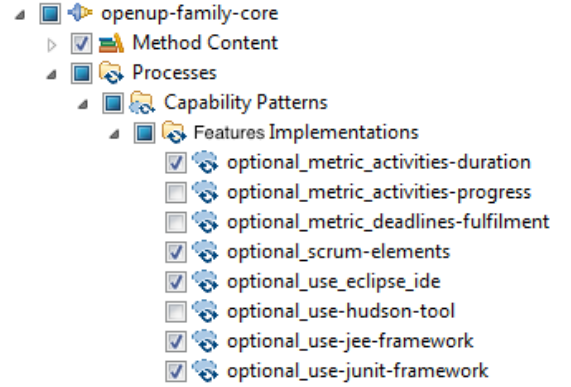 openup-family-core
Method Content
Processes
Capability Patterns
Features Implementations
optional_metric_activities-duration
optional_metric_activities-progress
optional_metric_deadlines-fulfilment
optional_scrum-elements
optional_use_eclipse_ide
optional_use-hudson-tool
optional_use-jee-framework
optional_use-junit-framework